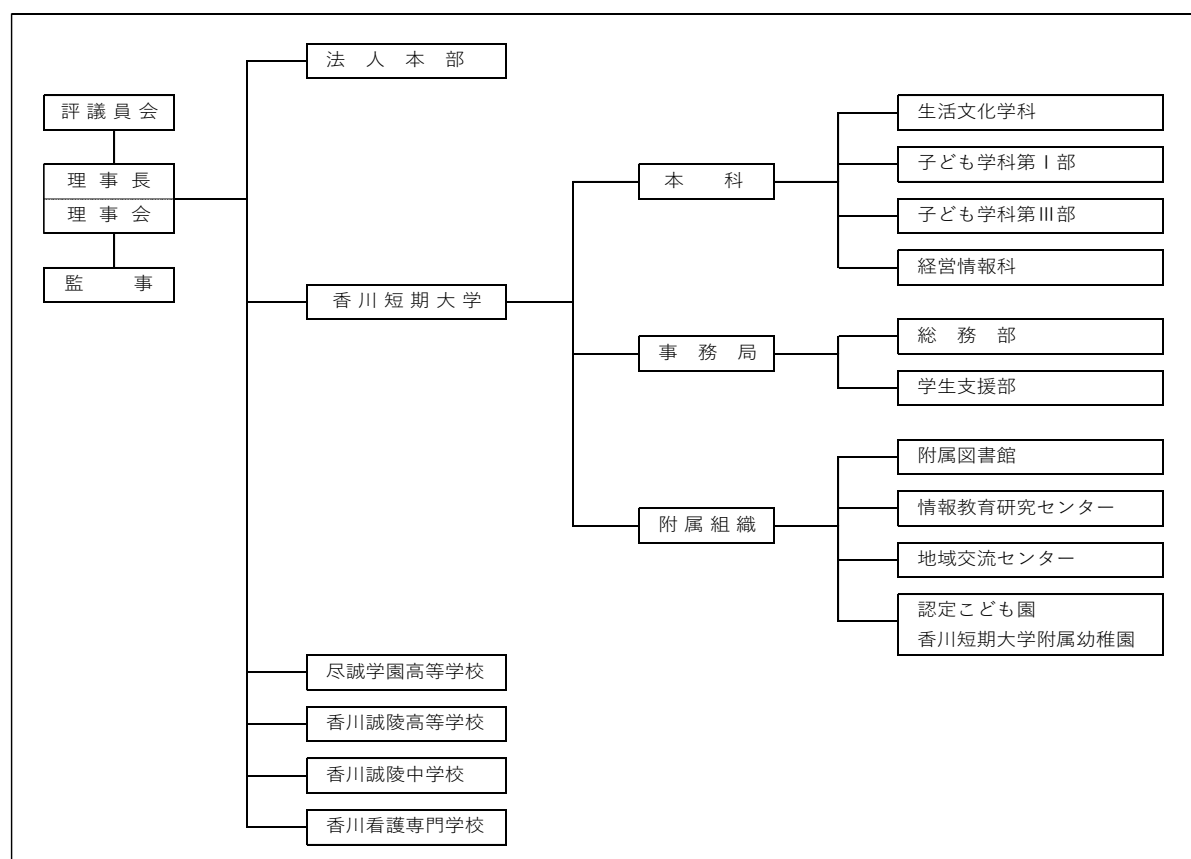 法人本部
評議員会
理事長
理事会
監事
香川短期大学
本科
生活文化学科
子ども学科第Ⅰ部
子ども学科第Ⅲ部
経営情報科
事務局
総務部
学生支援部
附属組織
附属図書館
情報教育研究センター
地域交流センター
認定こども園
香川短期大学附属幼稚園
尽誠学園高等学校
香川誠陵高等学校
香川誠陵中学校
香川看護専門学校